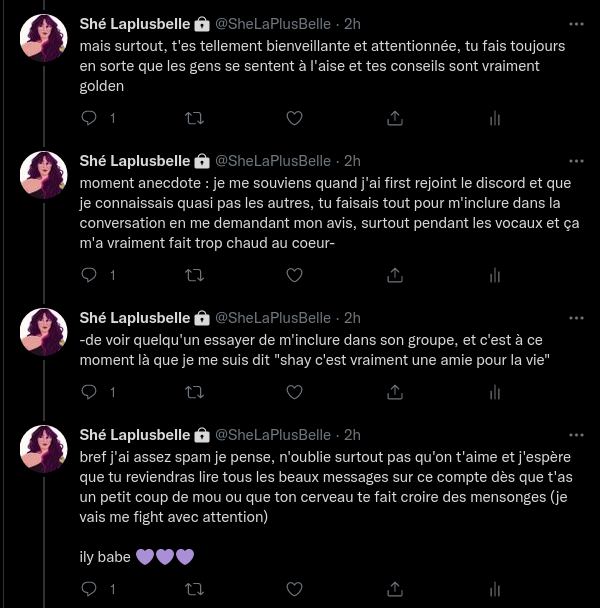 Shé Laplusbelle 🔒 @SheLaPlusBelle · 2h
mais surtout, t'es tellement bienveillante et attentionnée, tu fais toujours
en sorte que les gens se sentent à l'aise et tes conseils sont vraiment
golden
1
Shé Laplusbelle 🔒 @SheLaPlusBelle · 2h
moment anecdote : je me souviens quand j'ai first rejoint le discord et que
je connaissais quasi pas les autres, tu faisais tout pour m'inclure dans la
conversation en me demandant mon avis, surtout pendant les vocaux et ça
m'a vraiment fait trop chaud au coeur-
1
Shé Laplusbelle 🔒 @SheLaPlusBelle · 2h
-de voir quelqu'un essayer de m'inclure dans son groupe, et c'est à ce
moment là que je me suis dit "shay c'est vraiment une amie pour la vie"
1
Shé Laplusbelle 🔒 @SheLaPlusBelle · 2h
bref j'ai assez spam je pense, n'oublie surtout pas qu'on t'aime et j'espère
que tu reviendras lire tous les beaux messages sur ce compte dès que t'as
un petit coup de mou ou que ton cerveau te fait croire des mensonges (je
vais me fight avec attention)
ily babe 💜💜💜
1